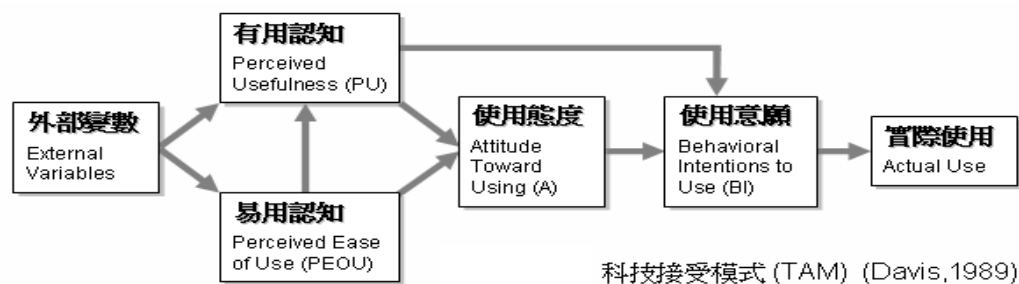 有用認知
Perceived
Usefulness (PU)
外部變數
External
Variables
易用認知
Perceived Ease
of Use (PEOU)
使用態度
Attitude
Toward
Using (A)
使用意願
Behavioral
Intentions to
Use (BI)
實際使用
Actual Use
科技接受模式 (TAM) (Davis,1989)